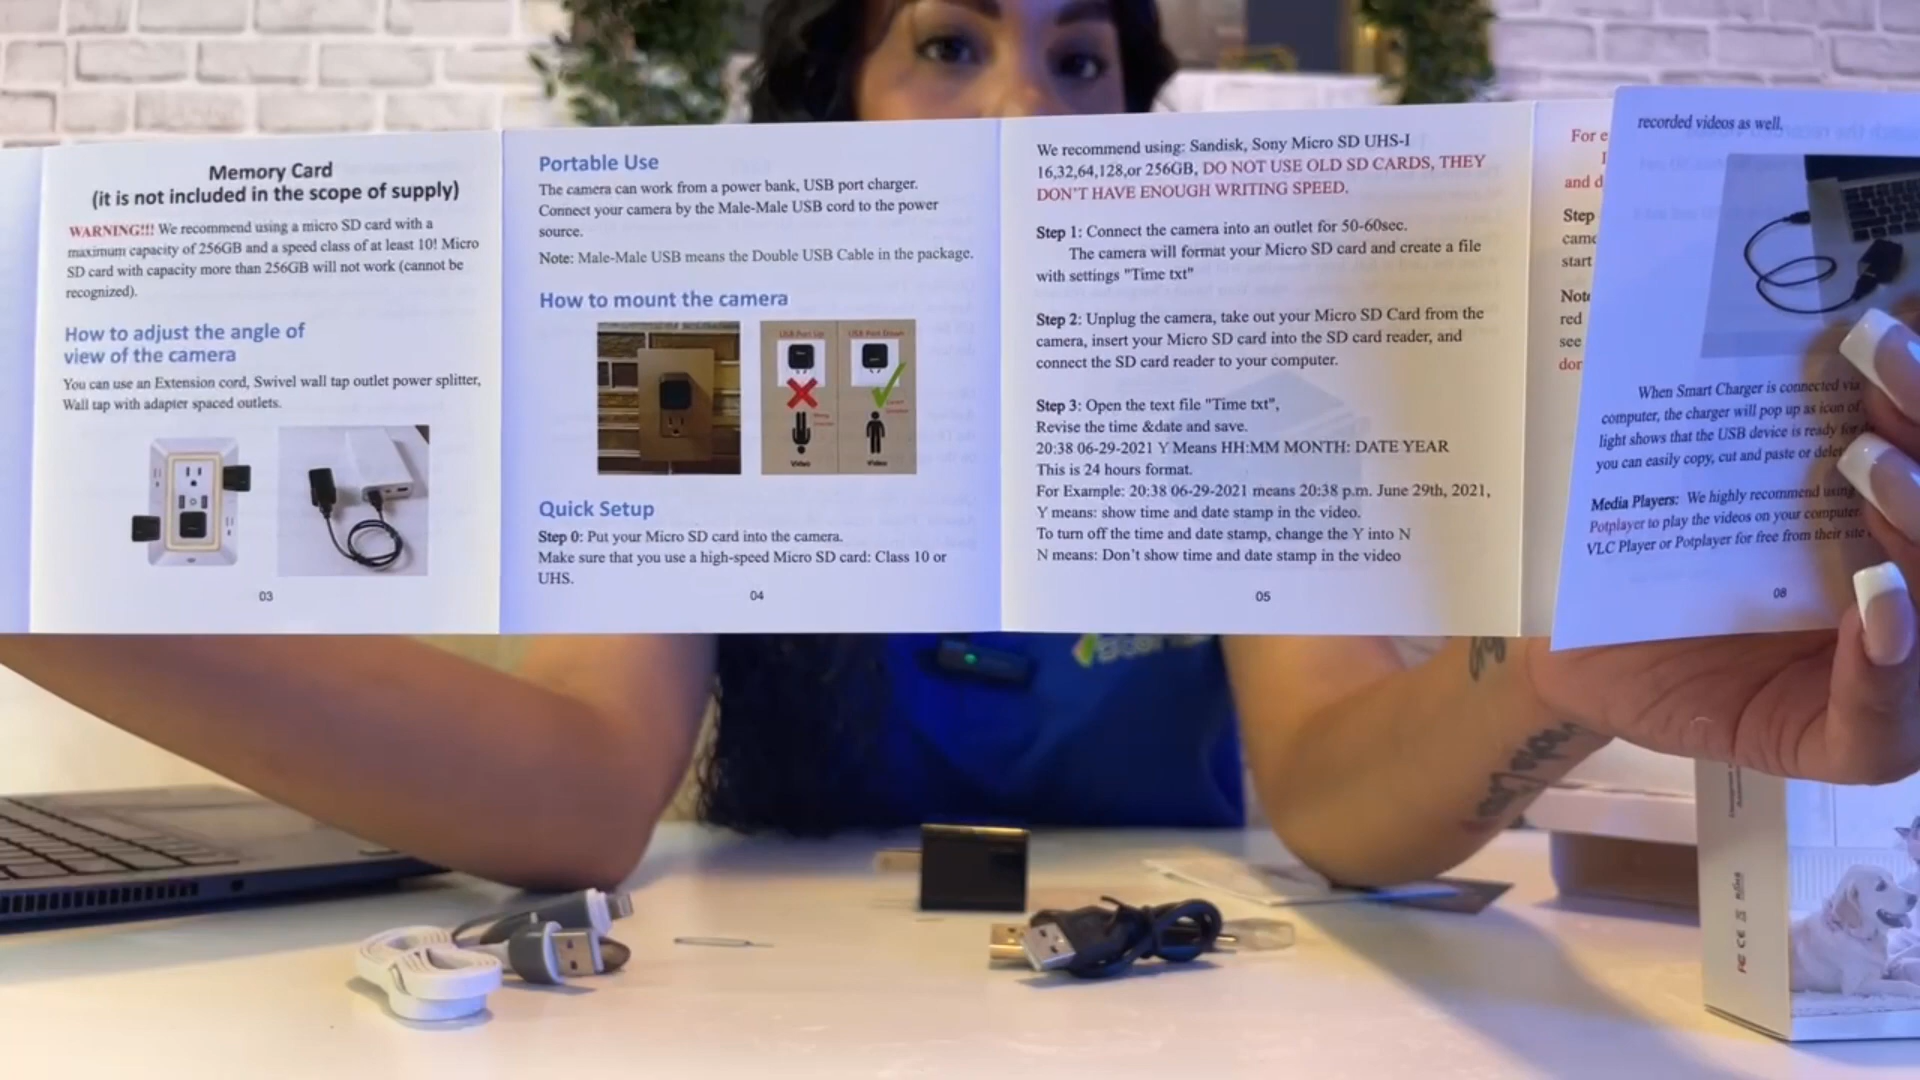 Memory Card
(it is not included in the scope of supply)
WARNING!!! We recommend using a micro SD card with a
maximum capacity of 256GB and a speed class of at least 10! Micro
SD card with capacity more than 256GB will not work (cannot be
recognized).
How to adjust the angle of
view of the camera
You can use an Extension cord, Swivel wall tap outlet power splitter,
Wall tap with adapter spaced outlets.
03
Portable Use
The camera can work from a power bank, USB port charger.
Connect your camera by the Male-Male USB cord to the power
source.
Note: Male-Male USB means the Double USB Cable in the package.
How to mount the camera
USB Port Up
USB Port Down
Video
Video
Quick Setup
Step 0: Put your Micro SD card into the camera.
Make sure that you use a high-speed Micro SD card: Class 10 or
UHS.
04
We recommend using: Sandisk, Sony Micro SD UHS-I
16,32,64,128,or 256GB, DO NOT USE OLD SD CARDS, THEY
DON'T HAVE ENOUGH WRITING SPEED.
Step 1: Connect the camera into an outlet for 50-60sec.
The camera will format your Micro SD card and create a file
with settings "Time txt"
Step 2: Unplug the camera, take out your Micro SD Card from the
camera, insert your Micro SD card into the SD card reader, and
connect the SD card reader to your computer.
Step 3: Open the text file "Time txt",
Revise the time &date and save.
20:38 06-29-2021 Y Means HH:MM MONTH: DATE YEAR
This is 24 hours format.
For Example: 20:38 06-29-2021 means 20:38 p.m. June 29th, 2021,
Y means: show time and date stamp in the video.
To turn off the time and date stamp, change the Y into N
N means: Don't show time and date stamp in the video
05
For
and
Step
start
red
see
recorded videos as well.
When Smart Charger is connected via
computer, the charger will pop up as icon of
light shows that the USB device is ready
you can easily copy, cut and paste or
Media Players: We highly recommend using
Potplayer to play the videos on your computer.
VLC Player or Potplayer for free from their site
08
FC CE RoHS